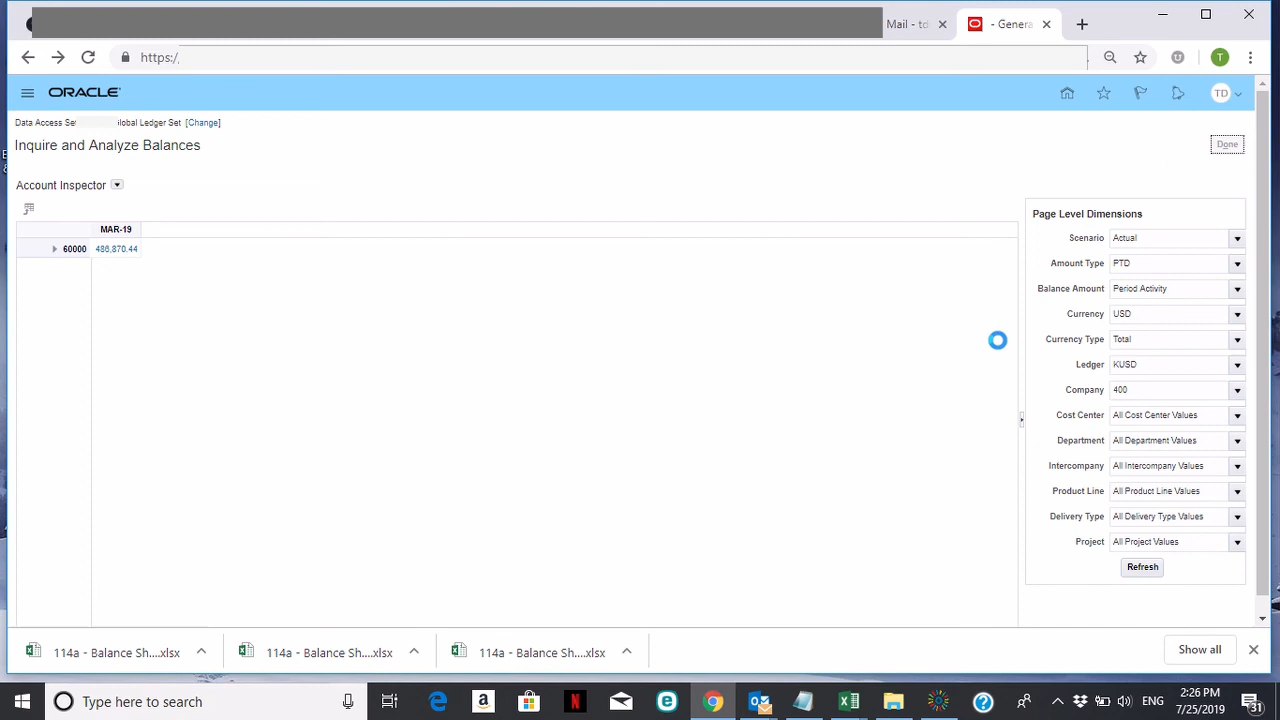 Mail - td
- Genera
https:/
ORACLE
TD
Data Access Set
Global Ledger Set [Change]
Inquire and Analyze Balances
Done
Account Inspector
MAR-19
60000 486,870.44
Page Level Dimensions
Scenario Actual
Amount Type PTD
Balance Amount Period Activity
Currency USD
Currency Type Total
Ledger KUSD
Company 400
Cost Center All Cost Center Values
Department All Department Values
Intercompany All Intercompany Values
Product Line All Product Line Values
Delivery Type All Delivery Type Values
Project All Project Values
Refresh
114a - Balance Sh....xlsx
114a - Balance Sh....xlsx
114a - Balance Sh....xlsx
Show all
Type here to search
ENG
2:26 PM
7/25/2019
31